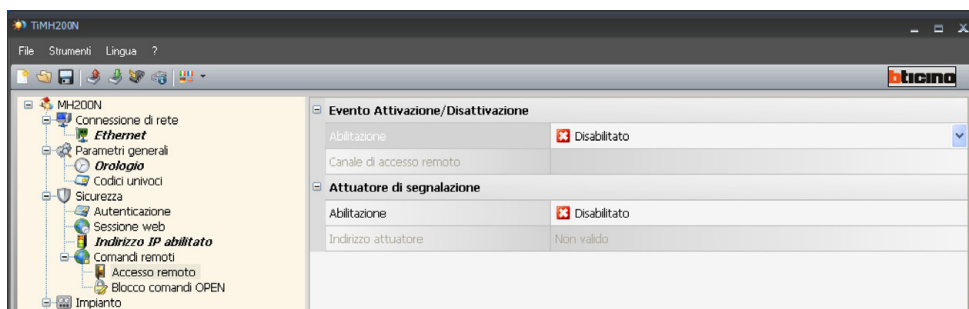 TiMH200N
File Strumenti Lingua ?
bticino
MH200N
Connessione di rete
Ethernet
Parametri generali
Orologio
Codici univoci
Sicurezza
Autenticazione
Sessione web
Indirizzo IP abilitato
Comandi remoti
Accesso remoto
Blocco comandi OPEN
Impianto
Evento Attivazione/Disattivazione
Abilitazione Disabilitato
Canale di accesso remoto
Attuatore di segnalazione
Abilitazione Disabilitato
Indirizzo attuatore Non valido